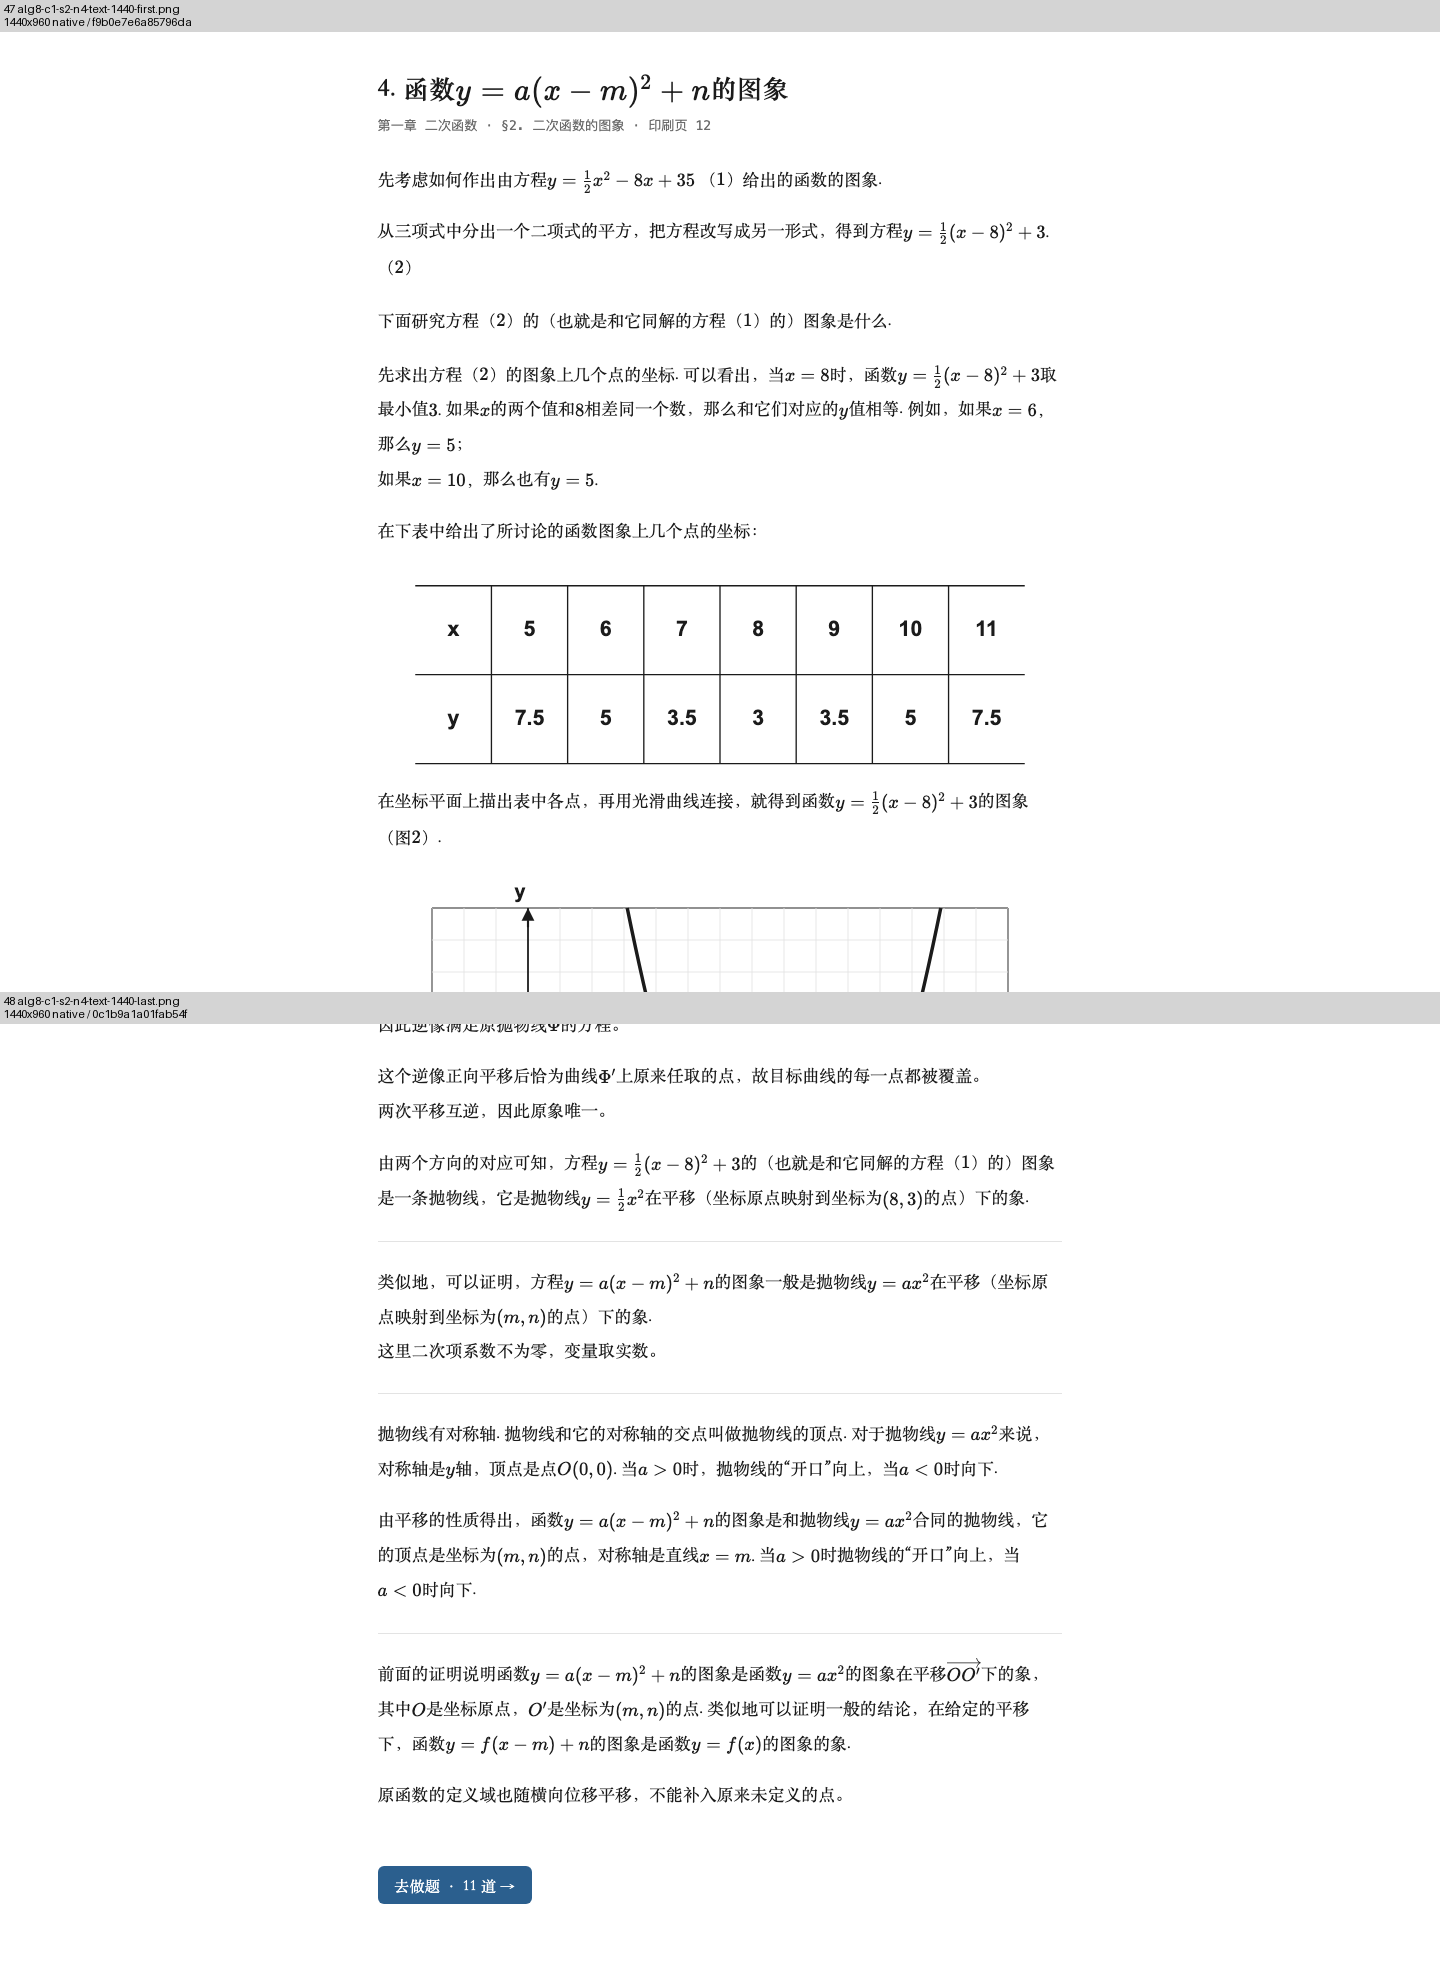 47 alg8-c1-s2-n4-text-1440-first.png
1440x960 native / f9b0e7e6a85796da
4. 函数y = a(x − m)² + n的图象
第一章 二次函数 · §2. 二次函数的图象 · 印刷页 12
先考虑如何作出由方程y = ½x² − 8x + 35 （1）给出的函数的图象.
从三项式中分出一个二项式的平方，把方程改写成另一形式，得到方程y = ½(x − 8)² + 3.
（2）
下面研究方程（2）的（也就是和它同解的方程（1）的）图象是什么.
先求出方程（2）的图象上几个点的坐标. 可以看出，当x = 8时，函数y = ½(x − 8)² + 3取
最小值3. 如果x的两个值和8相差同一个数，那么和它们对应的y值相等. 例如，如果x = 6，
那么y = 5；
如果x = 10，那么也有y = 5.
在下表中给出了所讨论的函数图象上几个点的坐标：
x 5 6 7 8 9 10 11
y 7.5 5 3.5 3 3.5 5 7.5
在坐标平面上描出表中各点，再用光滑曲线连接，就得到函数y = ½(x − 8)² + 3的图象
（图2）.
y
48 alg8-c1-s2-n4-text-1440-last.png
1440x960 native / 0c1b9a1a01fab54f
因此逆像满足原抛物线Φ的方程。
这个逆像正向平移后恰为曲线Φ′上原来任取的点，故目标曲线的每一点都被覆盖。
两次平移互逆，因此原象唯一。
由两个方向的对应可知，方程y = ½(x − 8)² + 3的（也就是和它同解的方程（1）的）图象
是一条抛物线，它是抛物线y = ½x²在平移（坐标原点映射到坐标为(8, 3)的点）下的象.
类似地，可以证明，方程y = a(x − m)² + n的图象一般是抛物线y = ax²在平移（坐标原
点映射到坐标为(m, n)的点）下的象.
这里二次项系数不为零，变量取实数。
抛物线有对称轴. 抛物线和它的对称轴的交点叫做抛物线的顶点. 对于抛物线y = ax²来说，
对称轴是y轴，顶点是点O(0, 0). 当a > 0时，抛物线的“开口”向上，当a < 0时向下.
由平移的性质得出，函数y = a(x − m)² + n的图象是和抛物线y = ax²合同的抛物线，它
的顶点是坐标为(m, n)的点，对称轴是直线x = m. 当a > 0时抛物线的“开口”向上，当
a < 0时向下.
前面的证明说明函数y = a(x − m)² + n的图象是函数y = ax²的图象在平移\overrightarrow{OO′}下的象，
其中O是坐标原点，O′是坐标为(m, n)的点. 类似地可以证明一般的结论，在给定的平移
下，函数y = f(x − m) + n的图象是函数y = f(x)的图象的象.
原函数的定义域也随横向位移平移，不能补入原来未定义的点。
去做题 · 11 道 →